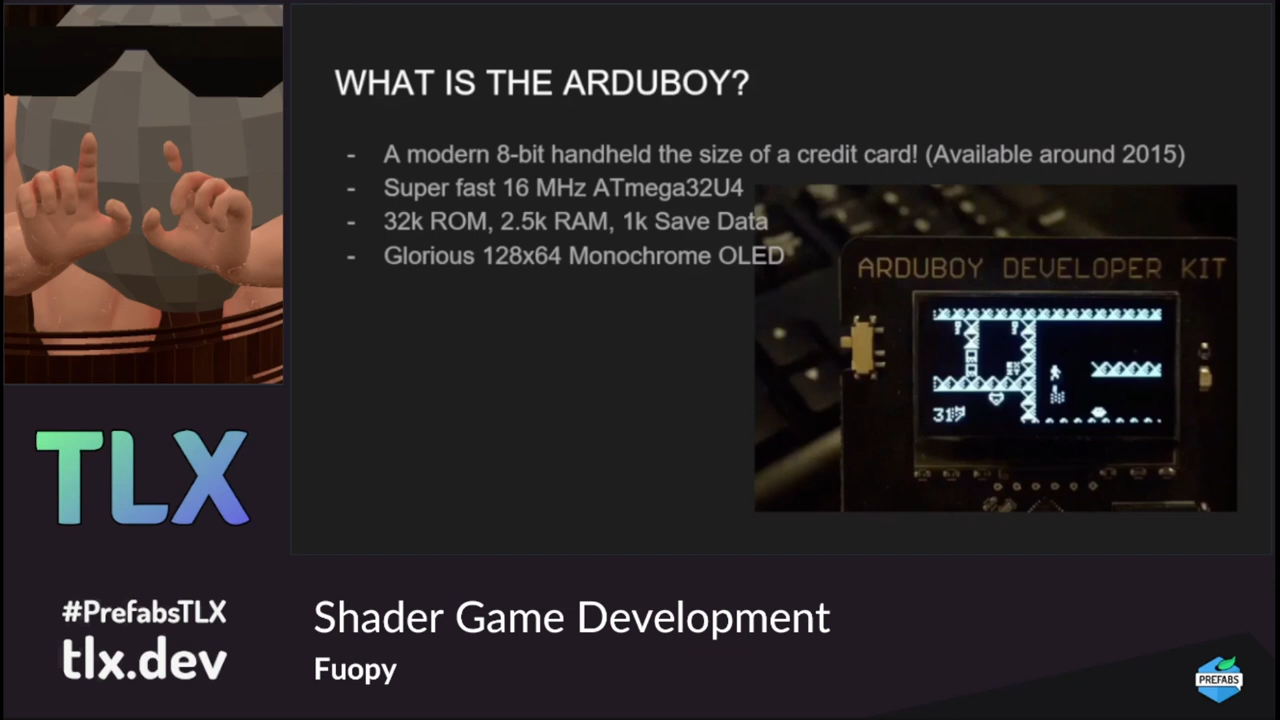 WHAT IS THE ARDUBOY?
- A modern 8-bit handheld the size of a credit card! (Available around 2015)
- Super fast 16 MHz ATmega32U4
- 32k ROM, 2.5k RAM, 1k Save Data
- Glorious 128x64 Monochrome OLED
ARDUBOY DEVELOPER KIT
TLX
#PrefabsTLX
tlx.dev
Shader Game Development
Fuopy
PREFABS